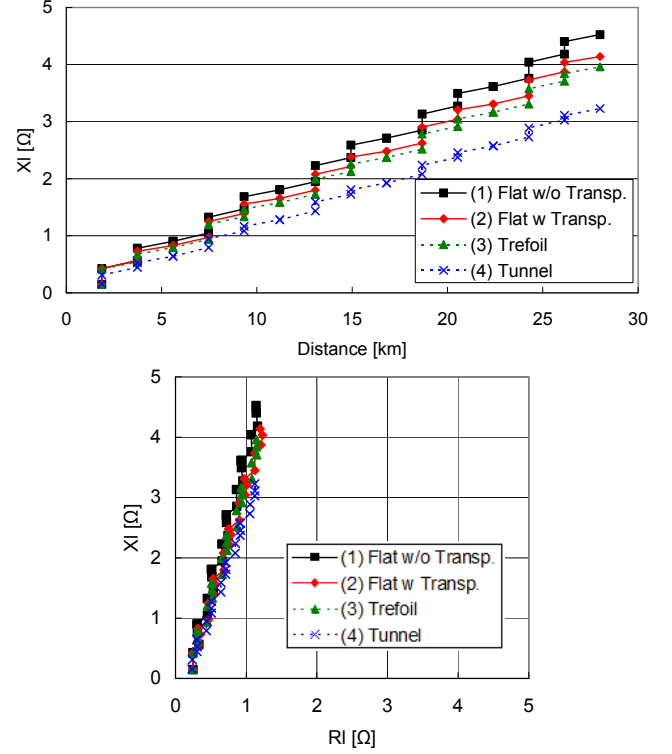 5
4
3
2
1
0
Xl [Ω]
(1) Flat w/o Transp.
(2) Flat w Transp.
(3) Trefoil
(4) Tunnel
0 5 10 15 20 25 30
Distance [km]
5
4
3
2
1
0
Xl [Ω]
(1) Flat w/o Transp.
(2) Flat w Transp.
(3) Trefoil
(4) Tunnel
0 1 2 3 4 5
Rl [Ω]